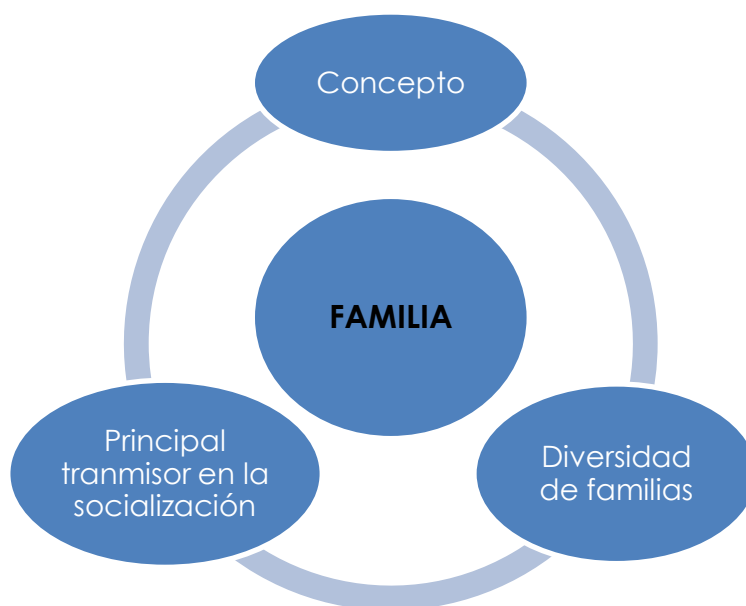 Concepto
FAMILIA
Principal
tranmisor en la
socialización
Diversidad
de familias